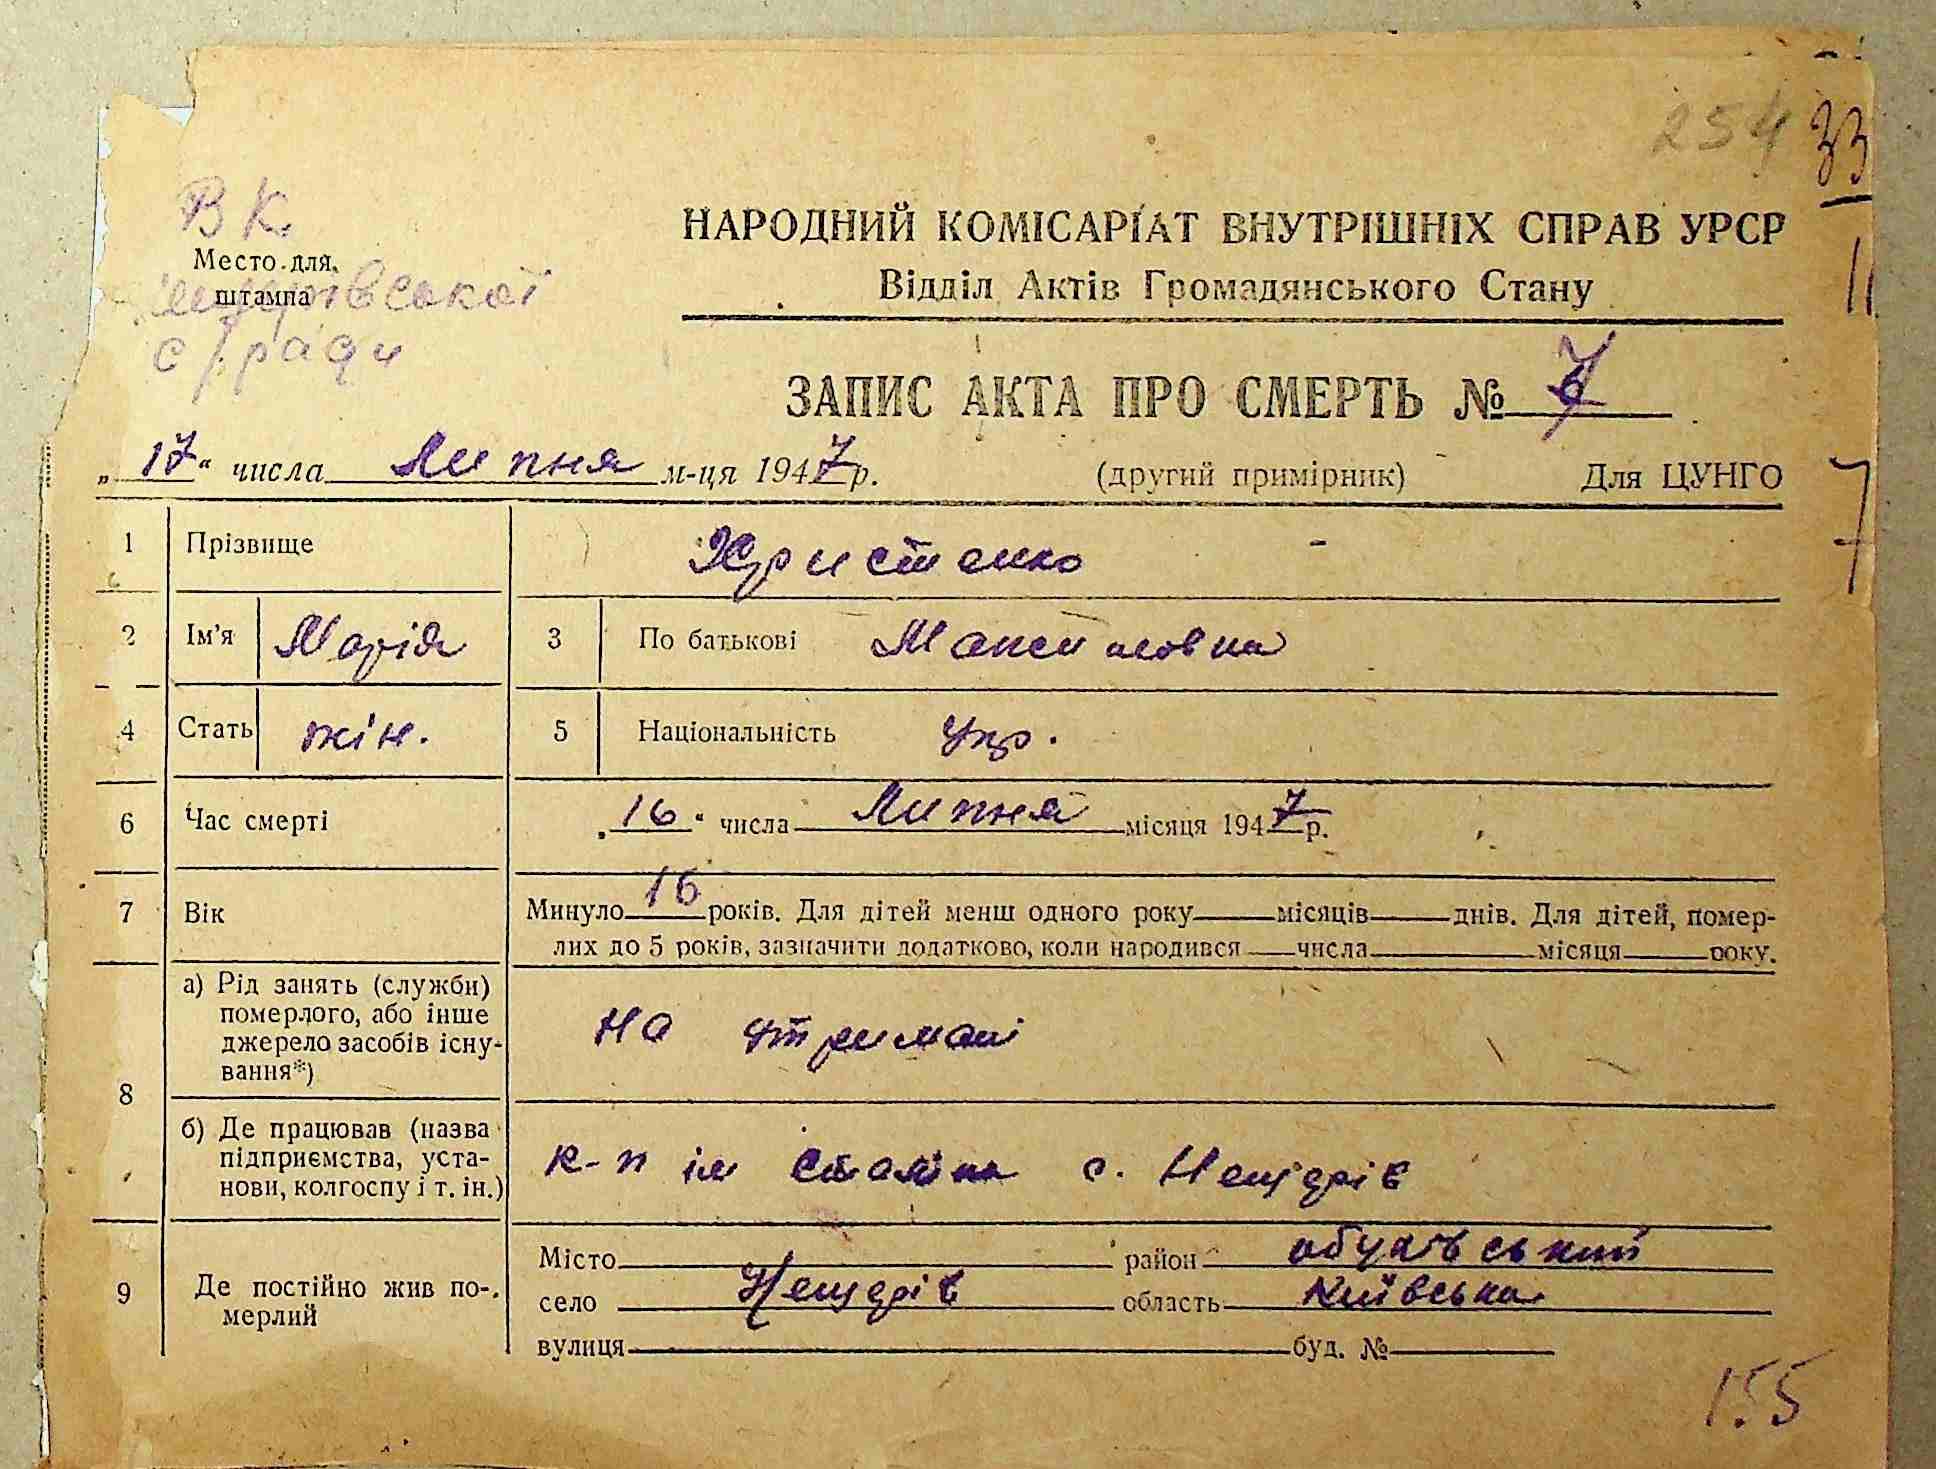 254 33
В К.
Место для
штампа
с/ради
НАРОДНИЙ КОМІСАРІАТ ВНУТРІШНІХ СПРАВ УРСР
Відділ Актів Громадянського Стану
11
ЗАПИС АКТА ПРО СМЕРТЬ № 7
„17“ числа Липня м-ця 1947 р. (другий примірник) Для ЦУНГО
7
1 Прізвище Христенко -
2 Ім'я Марія 3 По батькові Максимовна
4 Стать жін. 5 Національність Укр.
6 Час смерті „16“ числа Липня місяця 1947 р.
7 Вік Минуло 16 років. Для дітей менш одного року місяців днів. Для дітей, помер-
лих до 5 років, зазначити додатково, коли народився числа місяця року.
8 а) Рід занять (служби)
померлого, або інше
джерело засобів існу-
вання*)
на утримані
б) Де працював (назва
підприємства, уста-
нови, колгоспу і т. ін.)
к-п ім Сталіна с. Нещірів
9 Де постійно жив по-
мерлий
Місто район обухівський
село Нещірів область Київська
вулиця буд. №
155